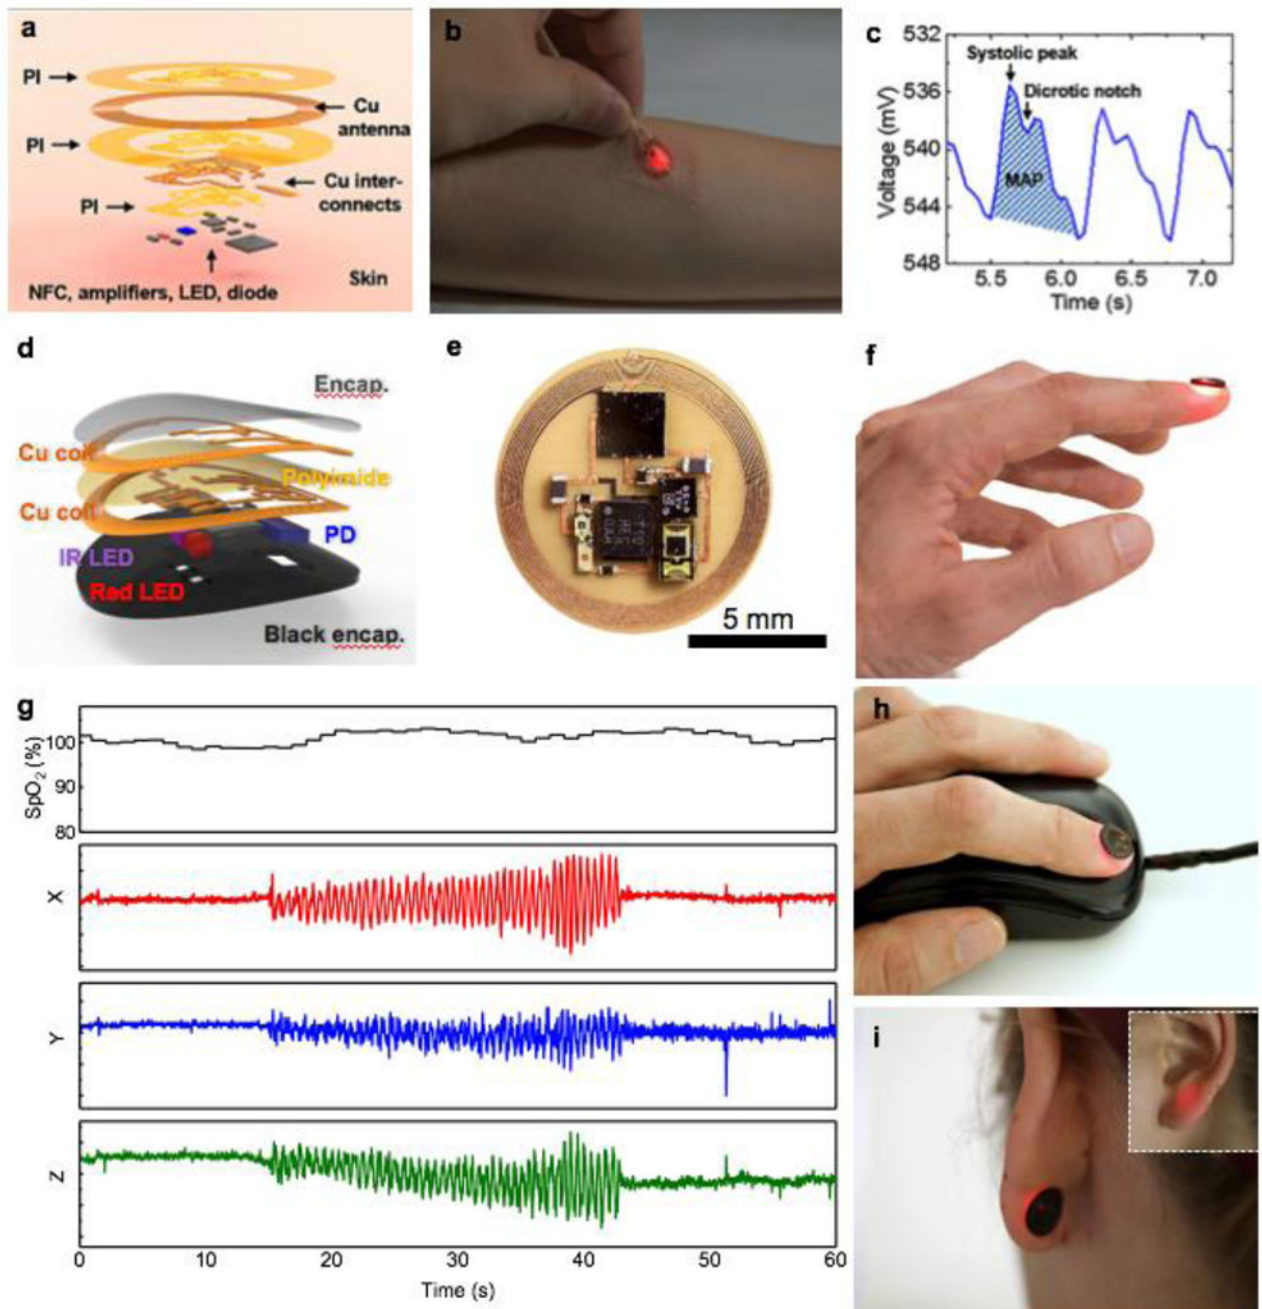 a
PI
Cu
antenna
PI
Cu inter-
connects
PI
Skin
NFC, amplifiers, LED, diode
b
c
532
536
540
544
548
Voltage (mV)
Systolic peak
Dicrotic notch
MAP
5.5 6.0 6.5 7.0
Time (s)
d
Encap.
Cu coil
Polyimide
Cu coil
PD
IR LED
Red LED
Black encap.
e
5 mm
f
g
SpO2 (%)
100
90
80
X
Y
Z
0 10 20 30 40 50 60
Time (s)
h
i